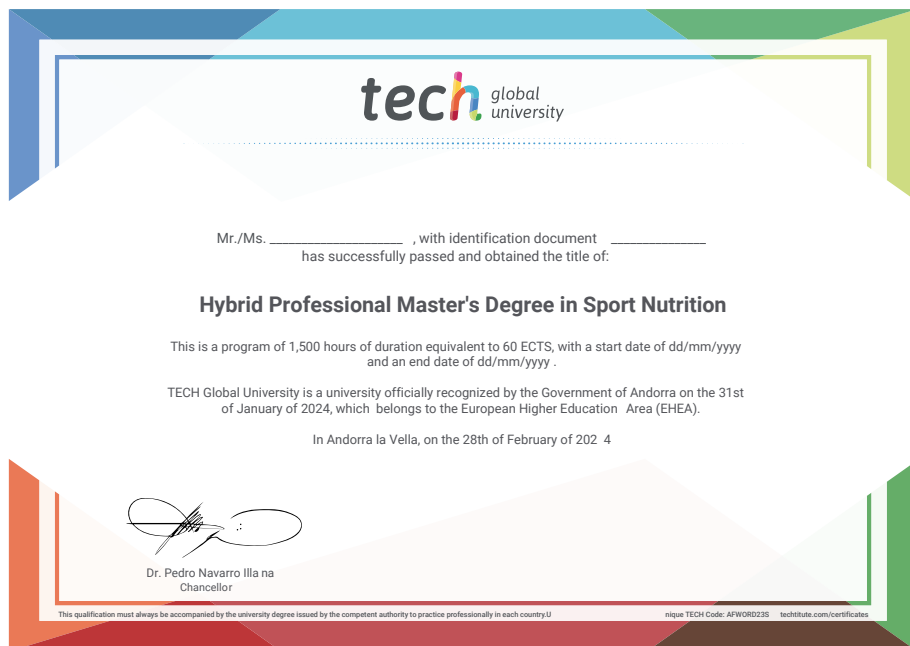 tech global
university
Mr./Ms. _____________________ , with identification document _______________
has successfully passed and obtained the title of:
Hybrid Professional Master's Degree in Sport Nutrition
This is a program of 1,500 hours of duration equivalent to 60 ECTS, with a start date of dd/mm/yyyy
and an end date of dd/mm/yyyy .
TECH Global University is a university officially recognized by the Government of Andorra on the 31st
of January of 2024, which belongs to the European Higher Education Area (EHEA).
In Andorra la Vella, on the 28th of February of 202 4
Dr. Pedro Navarro Illa na
Chancellor
This qualification must always be accompanied by the university degree issued by the competent authority to practice professionally in each country.U nique TECH Code: AFWORD23S techtitute.com/certificates